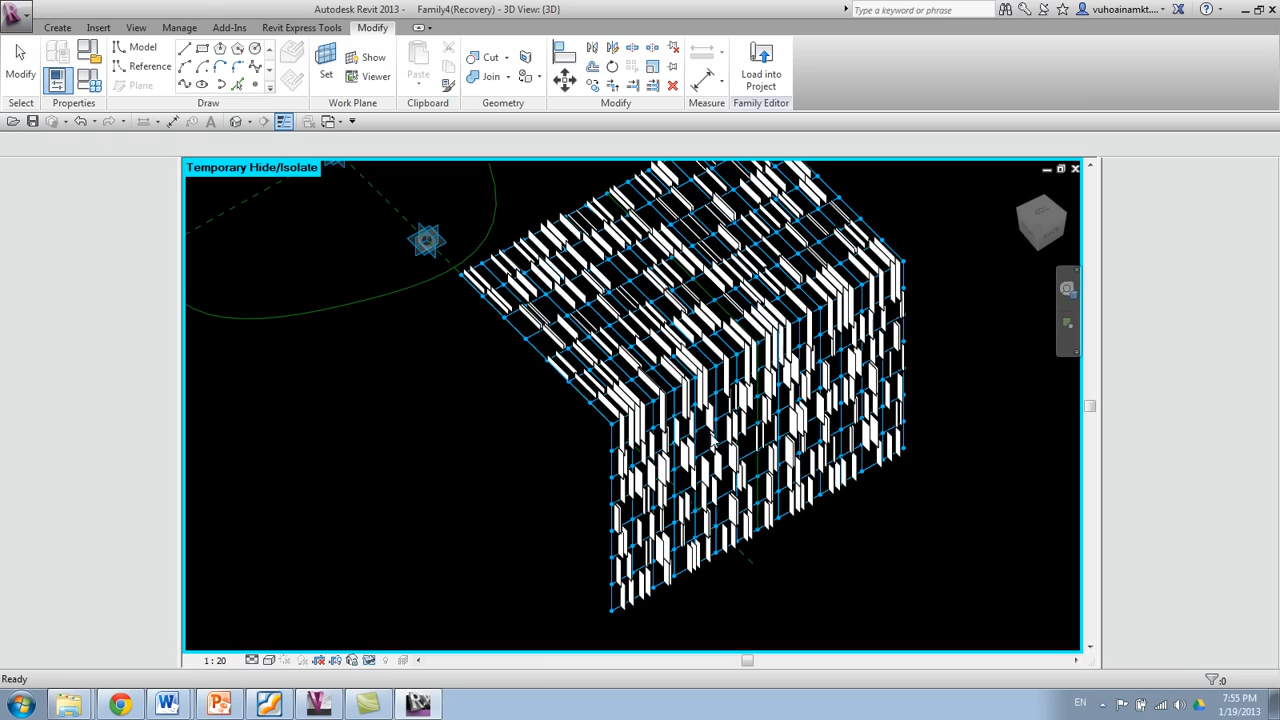 Autodesk Revit 2013 - Family4(Recovery) - 3D View: {3D}
Type a keyword or phrase
vuhoainamkt....
Create Insert View Manage Add-Ins Revit Express Tools Modify
Modify
Model
Reference
Plane
Set
Show
Viewer
Paste
Cut
Join
Load into
Project
Select Properties Draw Work Plane Clipboard Geometry Modify Measure Family Editor
Temporary Hide/Isolate
1 : 20
Ready
:0
EN
7:55 PM
1/19/2013